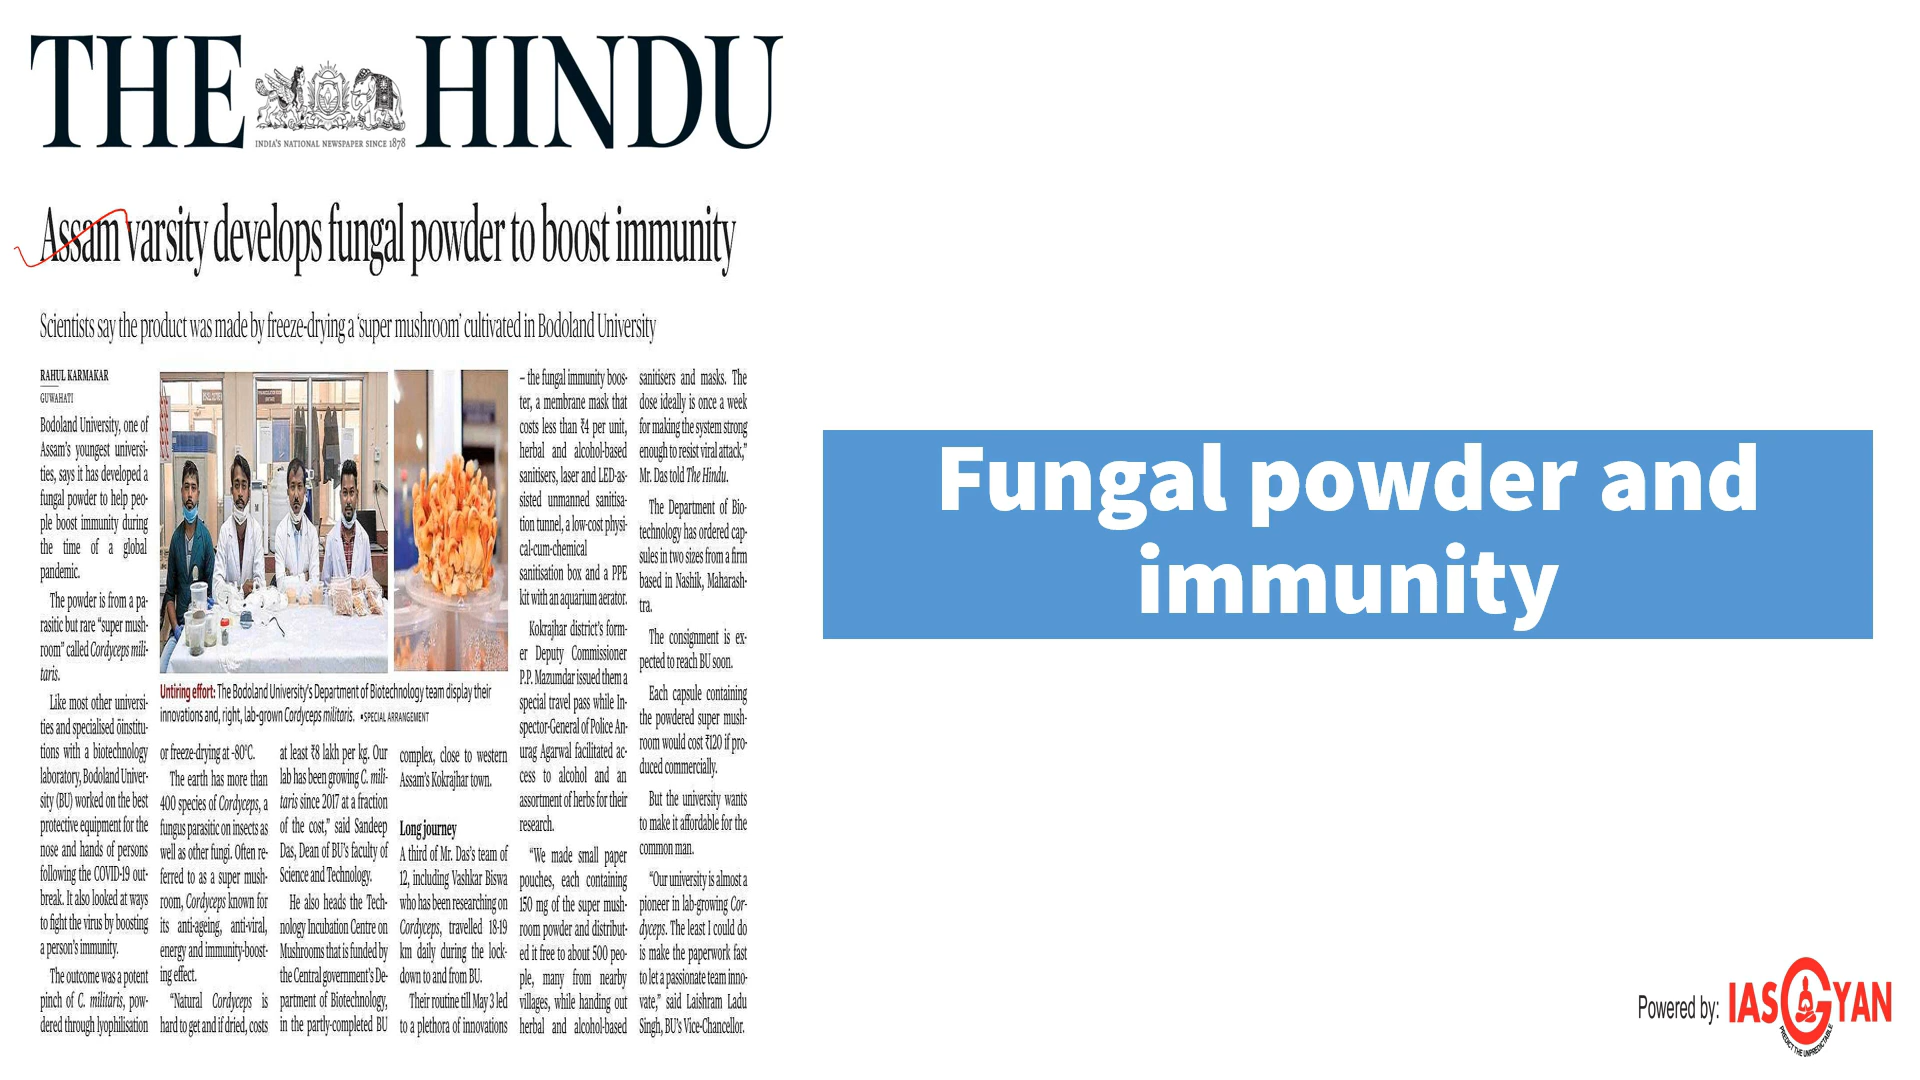 THE HINDU
INDIA'S NATIONAL NEWSPAPER SINCE 1878
Assam varsity develops fungal powder to boost immunity
Scientists say the product was made by freeze-drying a 'super mushroom' cultivated in Bodoland University
RAHUL KARMAKAR
GUWAHATI
Bodoland University, one of
Assam's youngest universi-
ties, says it has developed a
fungal powder to help peo-
ple boost immunity during
the time of a global
pandemic.
The powder is from a pa-
rasitic but rare "super mush-
room" called Cordyceps mili-
taris.
Like most other universi-
ties and specialised öinstitu-
tions with a biotechnology
laboratory, Bodoland Univer-
sity (BU) worked on the best
protective equipment for the
nose and hands of persons
following the COVID-19 out-
break. It also looked at ways
to fight the virus by boosting
a person's immunity.
The outcome was a potent
pinch of C. militaris, pow-
dered through lyophilisation
Untiring effort: The Bodoland University's Department of Biotechnology team display their
innovations and, right, lab-grown Cordyceps militaris. ▪SPECIAL ARRANGEMENT
or freeze-drying at -80°C.
The earth has more than
400 species of Cordyceps, a
fungus parasitic on insects as
well as other fungi. Often re-
ferred to as a super mush-
room, Cordyceps known for
its anti-ageing, anti-viral,
energy and immunity-boost-
ing effect.
"Natural Cordyceps is
hard to get and if dried, costs
at least ₹8 lakh per kg. Our
lab has been growing C. mili-
taris since 2017 at a fraction
of the cost," said Sandeep
Das, Dean of BU's faculty of
Science and Technology.
He also heads the Tech-
nology Incubation Centre on
Mushrooms that is funded by
the Central government's De-
partment of Biotechnology,
in the partly-completed BU
complex, close to western
Assam's Kokrajhar town.
Long journey
A third of Mr. Das's team of
12, including Vashkar Biswa
who has been researching on
Cordyceps, travelled 18-19
km daily during the lock-
down to and from BU.
Their routine till May 3 led
to a plethora of innovations
– the fungal immunity boos-
ter, a membrane mask that
costs less than ₹4 per unit,
herbal and alcohol-based
sanitisers, laser and LED-as-
sisted unmanned sanitisa-
tion tunnel, a low-cost physi-
cal-cum-chemical
sanitisation box and a PPE
kit with an aquarium aerator.
Kokrajhar district's form-
er Deputy Commissioner
P.P. Mazumdar issued them a
special travel pass while In-
spector-General of Police An-
urag Agarwal facilitated ac-
cess to alcohol and an
assortment of herbs for their
research.
"We made small paper
pouches, each containing
150 mg of the super mush-
room powder and distribut-
ed it free to about 500 peo-
ple, many from nearby
villages, while handing out
herbal and alcohol-based
sanitisers and masks. The
dose ideally is once a week
for making the system strong
enough to resist viral attack,"
Mr. Das told The Hindu.
The Department of Bio-
technology has ordered cap-
sules in two sizes from a firm
based in Nashik, Maharash-
tra.
The consignment is ex-
pected to reach BU soon.
Each capsule containing
the powdered super mush-
room would cost ₹120 if pro-
duced commercially.
But the university wants
to make it affordable for the
common man.
"Our university is almost a
pioneer in lab-growing Cor-
dyceps. The least I could do
is make the paperwork fast
to let a passionate team inno-
vate," said Laishram Ladu
Singh, BU's Vice-Chancellor.
Fungal powder and
immunity
Powered by: IAS GYAN
PREDICT THE UNPREDICTABLE